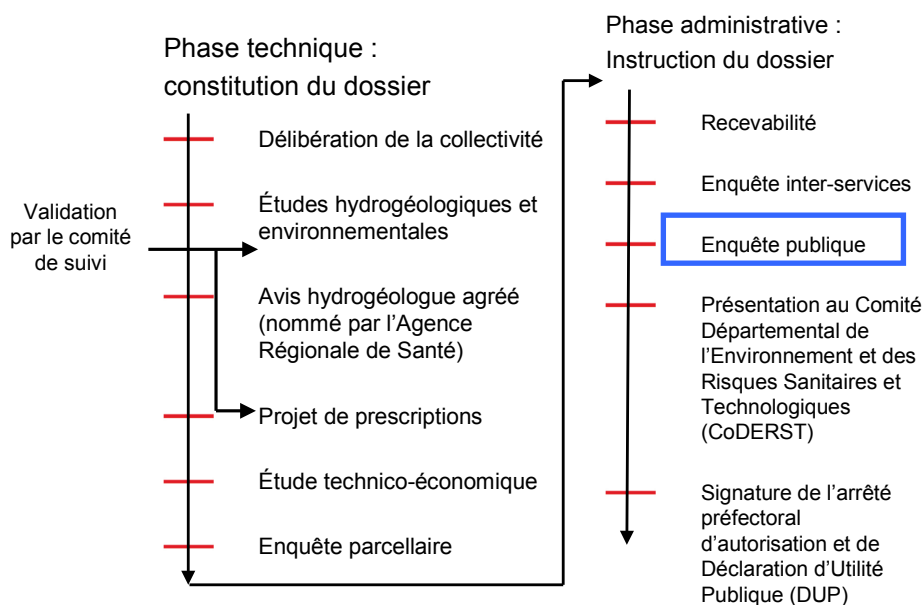 Phase technique :
constitution du dossier
Délibération de la collectivité
Études hydrogéologiques et
environnementales
Validation
par le comité
de suivi
Avis hydrogéologue agréé
(nommé par l’Agence
Régionale de Santé)
Projet de prescriptions
Étude technico-économique
Enquête parcellaire
Phase administrative :
Instruction du dossier
Recevabilité
Enquête inter-services
Enquête publique
Présentation au Comité
Départemental de
l’Environnement et des
Risques Sanitaires et
Technologiques
(CoDERST)
Signature de l’arrêté
préfectoral
d’autorisation et de
Déclaration d’Utilité
Publique (DUP)